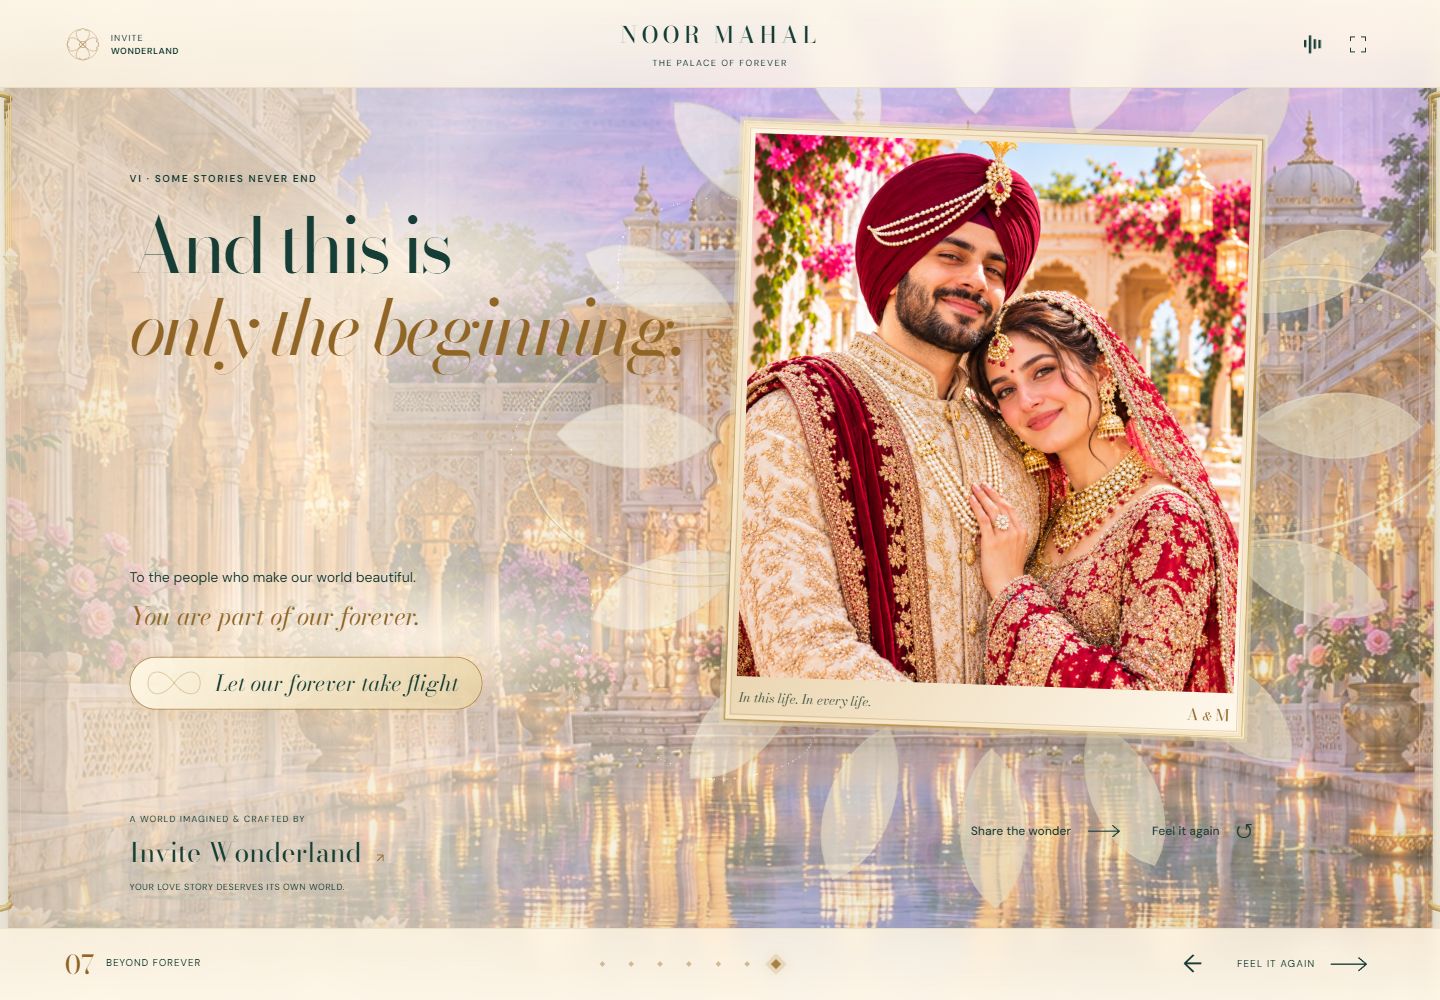 INVITE
WONDERLAND
NOOR MAHAL
THE PALACE OF FOREVER
VI · SOME STORIES NEVER END
And this is
only the beginning.
To the people who make our world beautiful.
You are part of our forever.
Let our forever take flight
In this life. In every life.
A & M
A WORLD IMAGINED & CRAFTED BY
Invite Wonderland
YOUR LOVE STORY DESERVES ITS OWN WORLD.
Share the wonder
Feel it again
07 BEYOND FOREVER
FEEL IT AGAIN